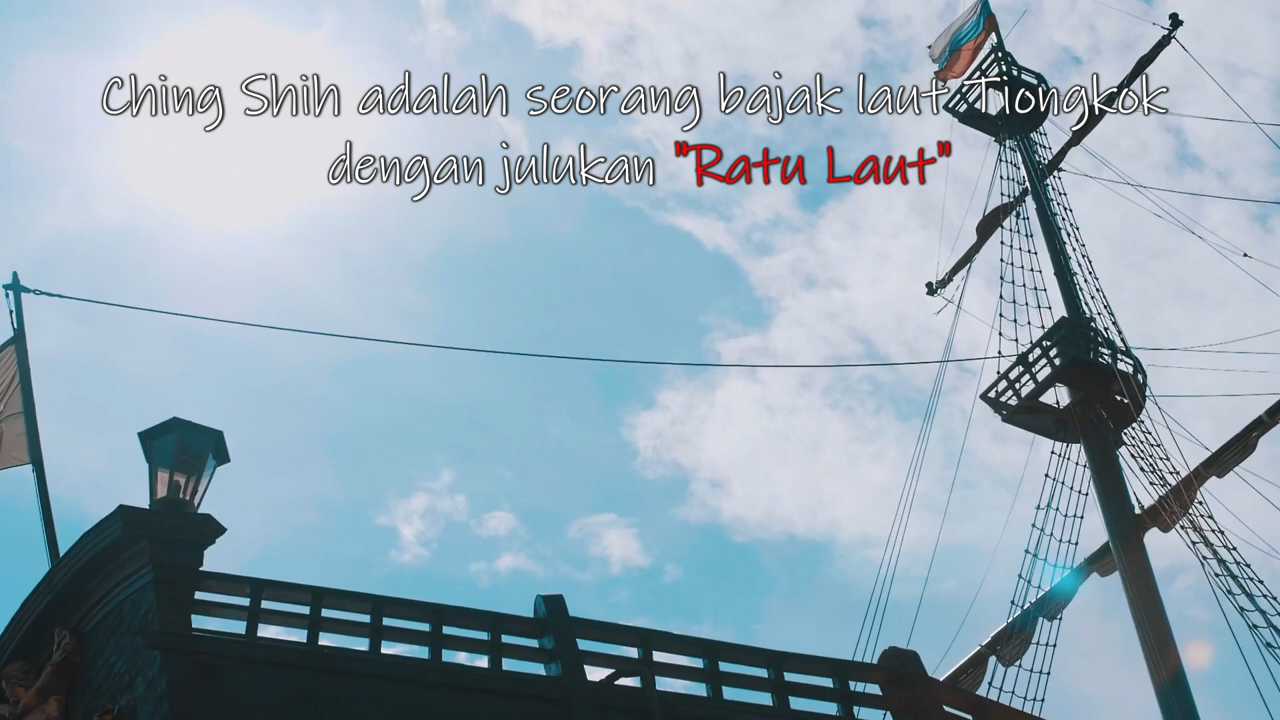 Ching Shih adalah seorang bajak laut Tiongkok
dengan julukan "Ratu Laut"